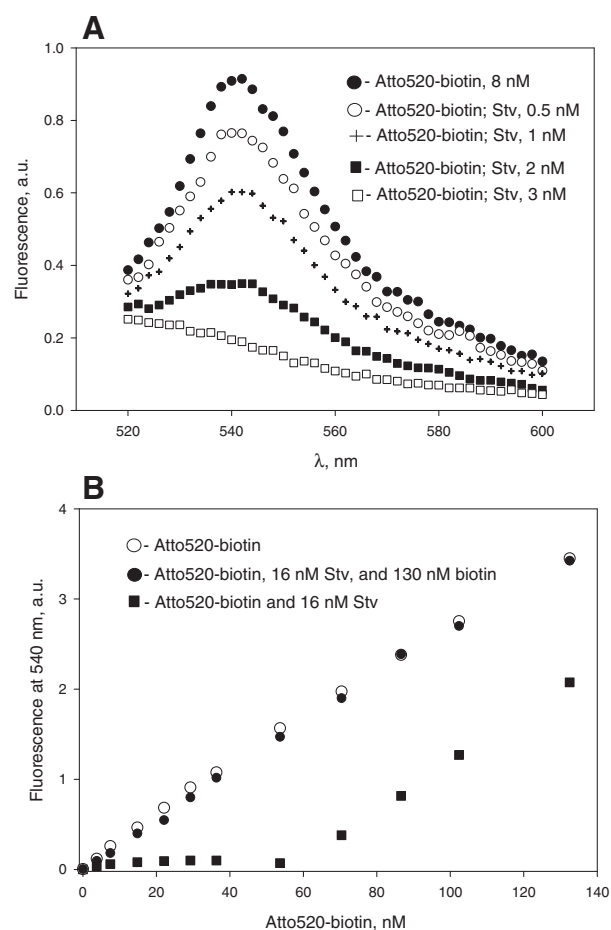 A
1.0
0.8
0.6
0.4
0.2
0.0
Fluorescence, a.u.
- Atto520-biotin, 8 nM
- Atto520-biotin; Stv, 0.5 nM
- Atto520-biotin; Stv, 1 nM
- Atto520-biotin; Stv, 2 nM
- Atto520-biotin; Stv, 3 nM
520 540 560 580 600
λ, nm
B
4
3
2
1
0
Fluorescence at 540 nm, a.u.
- Atto520-biotin
- Atto520-biotin, 16 nM Stv, and 130 nM biotin
- Atto520-biotin and 16 nM Stv
0 20 40 60 80 100 120 140
Atto520-biotin, nM